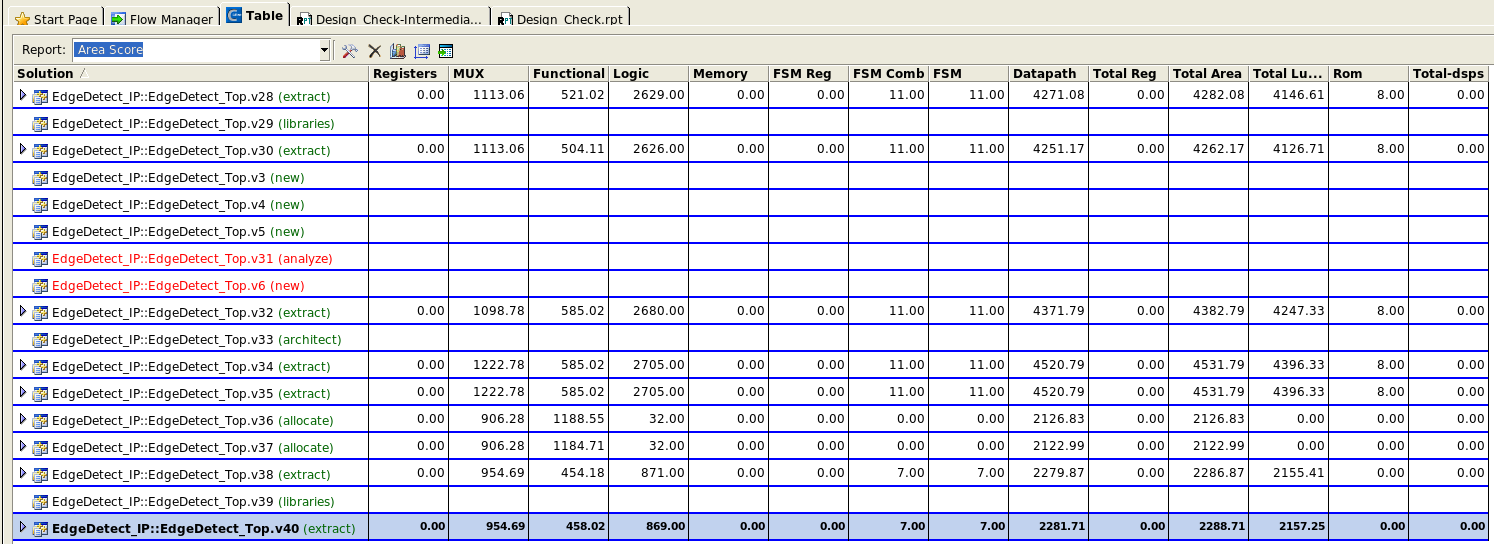 Start Page Flow Manager Table Design_Check-Intermedia... Design_Check.rpt
Report: Area Score
Solution Registers MUX Functional Logic Memory FSM Reg FSM Comb FSM Datapath Total Reg Total Area Total Lu... Rom Total-dsps
EdgeDetect_IP::EdgeDetect_Top.v28 (extract) 0.00 1113.06 521.02 2629.00 0.00 0.00 11.00 11.00 4271.08 0.00 4282.08 4146.61 8.00 0.00
EdgeDetect_IP::EdgeDetect_Top.v29 (libraries)
EdgeDetect_IP::EdgeDetect_Top.v30 (extract) 0.00 1113.06 504.11 2626.00 0.00 0.00 11.00 11.00 4251.17 0.00 4262.17 4126.71 8.00 0.00
EdgeDetect_IP::EdgeDetect_Top.v3 (new)
EdgeDetect_IP::EdgeDetect_Top.v4 (new)
EdgeDetect_IP::EdgeDetect_Top.v5 (new)
EdgeDetect_IP::EdgeDetect_Top.v31 (analyze)
EdgeDetect_IP::EdgeDetect_Top.v6 (new)
EdgeDetect_IP::EdgeDetect_Top.v32 (extract) 0.00 1098.78 585.02 2680.00 0.00 0.00 11.00 11.00 4371.79 0.00 4382.79 4247.33 8.00 0.00
EdgeDetect_IP::EdgeDetect_Top.v33 (architect)
EdgeDetect_IP::EdgeDetect_Top.v34 (extract) 0.00 1222.78 585.02 2705.00 0.00 0.00 11.00 11.00 4520.79 0.00 4531.79 4396.33 8.00 0.00
EdgeDetect_IP::EdgeDetect_Top.v35 (extract) 0.00 1222.78 585.02 2705.00 0.00 0.00 11.00 11.00 4520.79 0.00 4531.79 4396.33 8.00 0.00
EdgeDetect_IP::EdgeDetect_Top.v36 (allocate) 0.00 906.28 1188.55 32.00 0.00 0.00 0.00 0.00 2126.83 0.00 2126.83 0.00 0.00 0.00
EdgeDetect_IP::EdgeDetect_Top.v37 (allocate) 0.00 906.28 1184.71 32.00 0.00 0.00 0.00 0.00 2122.99 0.00 2122.99 0.00 0.00 0.00
EdgeDetect_IP::EdgeDetect_Top.v38 (extract) 0.00 954.69 454.18 871.00 0.00 0.00 7.00 7.00 2279.87 0.00 2286.87 2155.41 0.00 0.00
EdgeDetect_IP::EdgeDetect_Top.v39 (libraries)
EdgeDetect_IP::EdgeDetect_Top.v40 (extract) 0.00 954.69 458.02 869.00 0.00 0.00 7.00 7.00 2281.71 0.00 2288.71 2157.25 0.00 0.00